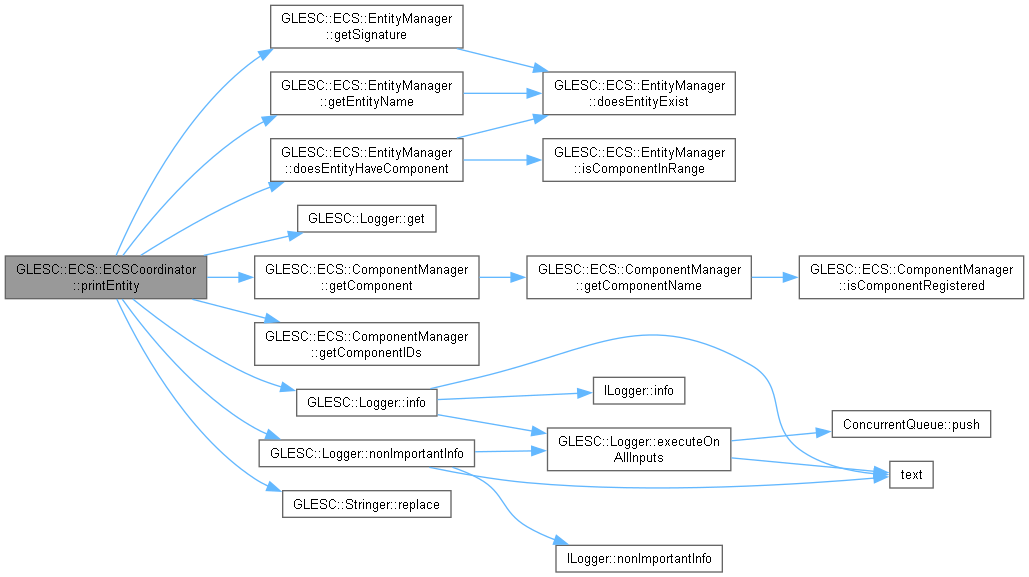 GLESC::ECS::EntityManager
::getSignature
GLESC::ECS::EntityManager
::getEntityName
GLESC::ECS::EntityManager
::doesEntityExist
GLESC::ECS::EntityManager
::doesEntityHaveComponent
GLESC::ECS::EntityManager
::isComponentInRange
GLESC::Logger::get
GLESC::ECS::ECSCoordinator
::printEntity
GLESC::ECS::ComponentManager
::getComponent
GLESC::ECS::ComponentManager
::getComponentName
GLESC::ECS::ComponentManager
::isComponentRegistered
GLESC::ECS::ComponentManager
::getComponentIDs
GLESC::Logger::info
ILogger::info
GLESC::Logger::nonImportantInfo
GLESC::Logger::executeOn
AllInputs
ConcurrentQueue::push
text
GLESC::Stringer::replace
ILogger::nonImportantInfo